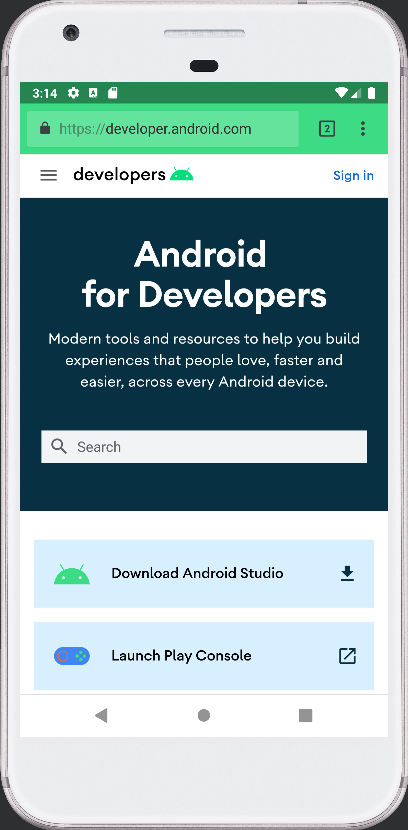 3:14
https://developer.android.com
2
developers
Sign in
Android
for Developers
Modern tools and resources to help you build
experiences that people love, faster and
easier, across every Android device.
Search
Download Android Studio
Launch Play Console